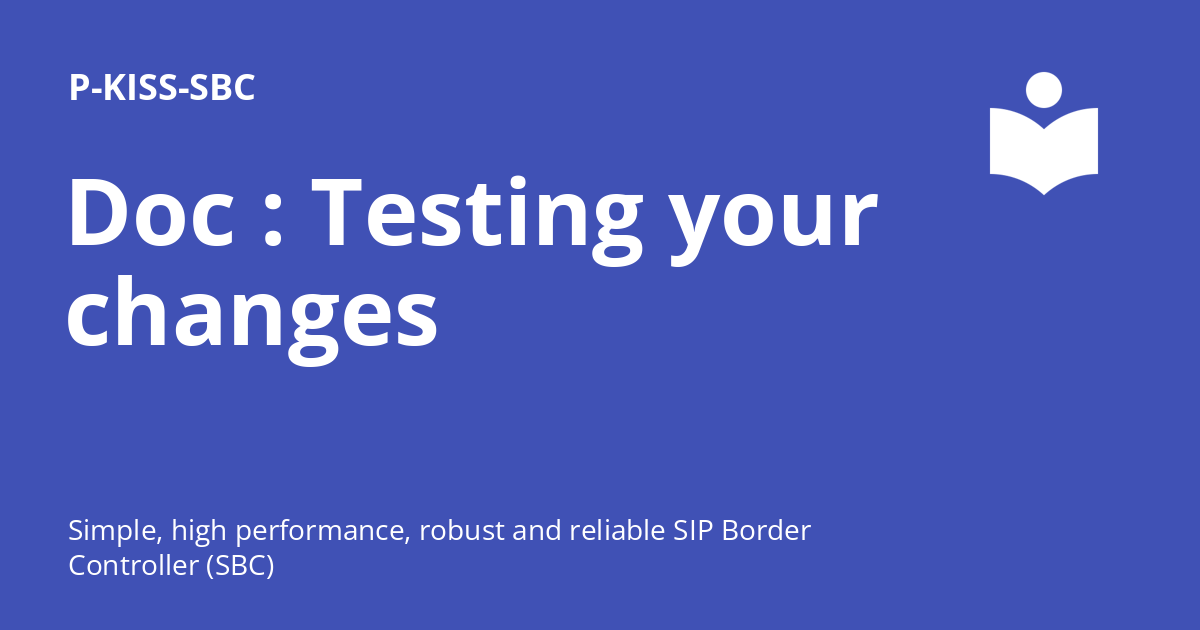 P-KISS-SBC
Doc : Testing your
changes
Simple, high performance, robust and reliable SIP Border
Controller (SBC)